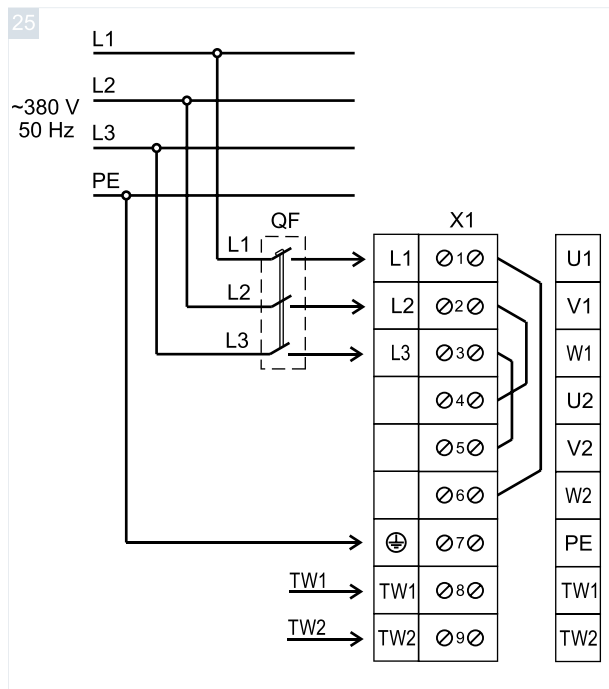 25
L1
L2
~380 V
50 Hz
L3
PE
QF
X1
L1 L1 1 U1
L2 L2 2 V1
L3 L3 3 W1
4 U2
5 V2
6 W2
7 PE
TW1 TW1 8 TW1
TW2 TW2 9 TW2